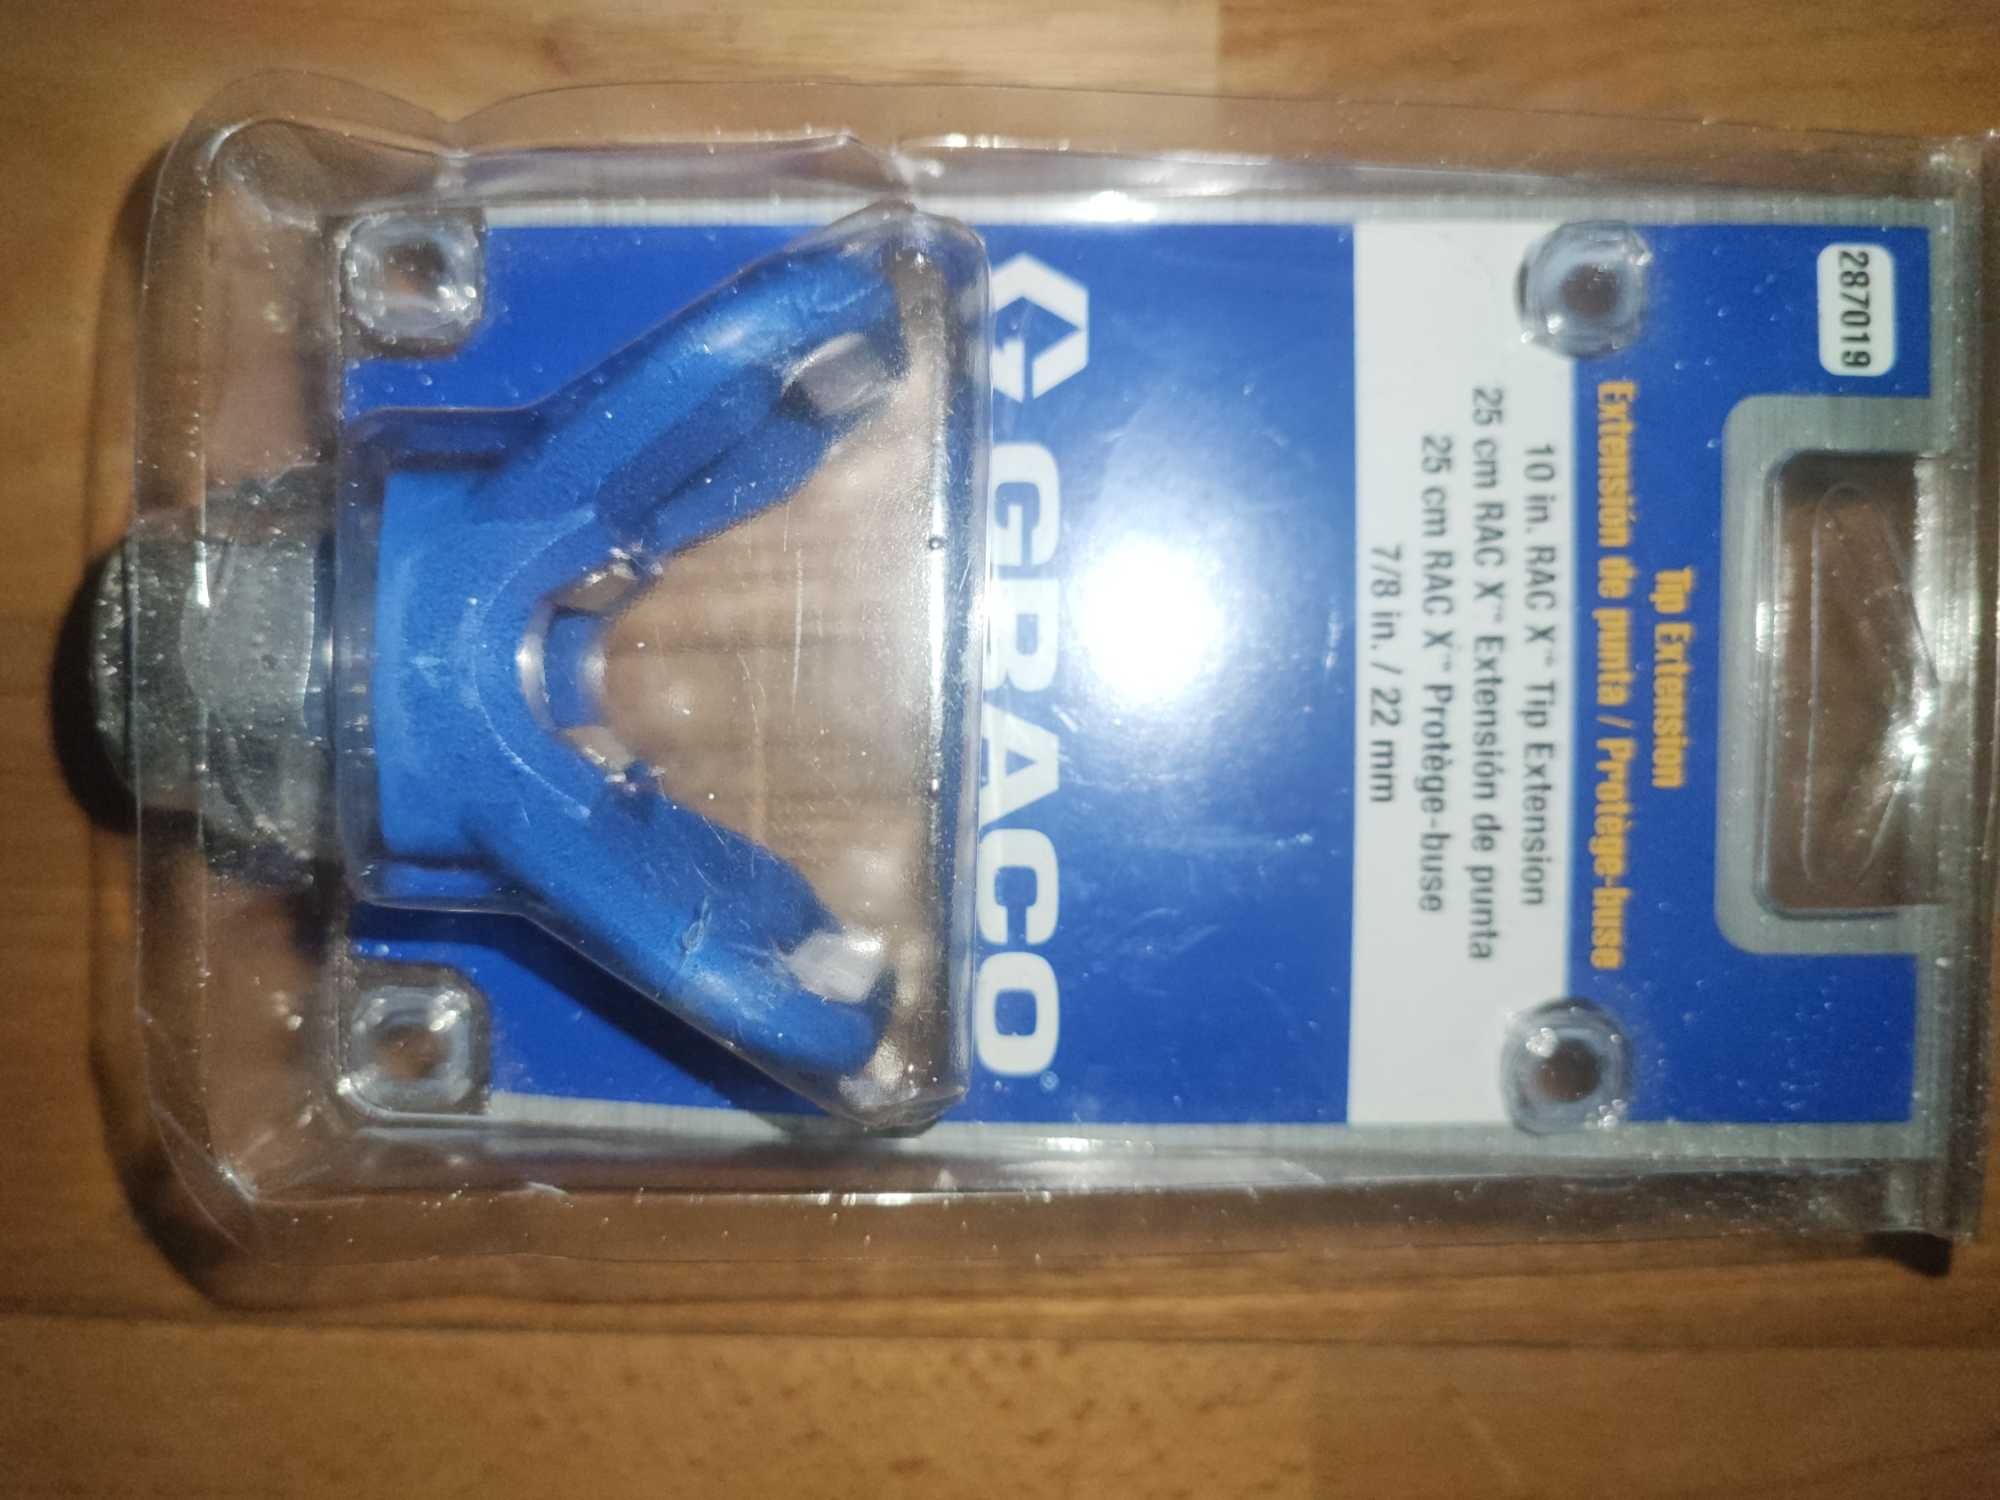 287019
Tip Extension
Extensión de punta / Protège-buse
10 in. RAC X™ Tip Extension
25 cm RAC X™ Extensión de punta
25 cm RAC X™ Protège-buse
7/8 in. / 22 mm
GRACO®